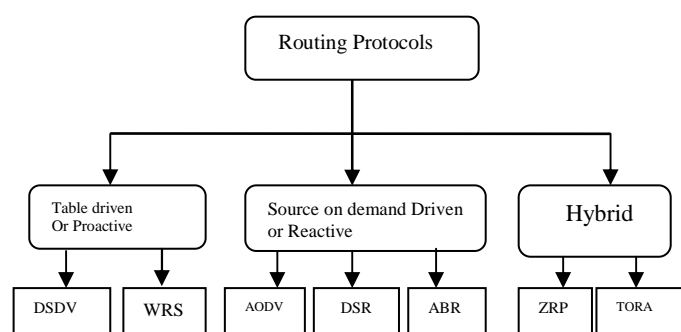 Routing Protocols
Table driven
Or Proactive
Source on demand Driven
or Reactive
Hybrid
DSDV
WRS
AODV
DSR
ABR
ZRP
TORA